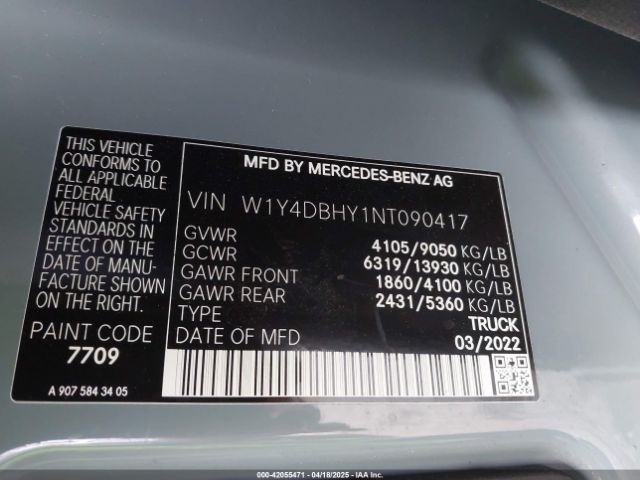 THIS VEHICLE
CONFORMS TO
ALL APPLICABLE
FEDERAL
VEHICLE SAFETY
STANDARDS IN
EFFECT ON THE
DATE OF MANU-
FACTURE SHOWN
ON THE RIGHT.
PAINT CODE
7709
A 907 584 34 05
MFD BY MERCEDES-BENZ AG
VIN W1Y4DBHY1NT090417
GVWR 4105/9050 KG/LB
GCWR 6319/13930 KG/LB
GAWR FRONT 1860/4100 KG/LB
GAWR REAR 2431/5360 KG/LB
TYPE TRUCK
DATE OF MFD 03/2022
000-42055471 | 04/18/2025 | IAAI.COM